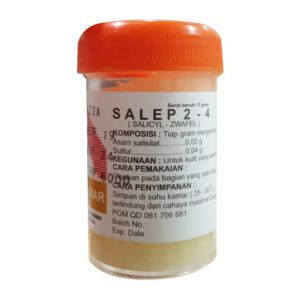 Berat bersih 15 gram
SALEP 2 - 4
( SALICYL - ZWAFEL )
KOMPOSISI : Tiap gram
Asam salisilat 0,02 g
Sulfur 0,04 g
KEGUNAAN : Untuk kulit yang
CARA PEMAKAIAN :
Oleskan pada bagian yang
CARA PENYIMPANAN :
Simpan di suhu kamar ( 25 - 30
terlindung dari cahaya matahari
POM QD 061 706 681
Batch No. :
Exp. Date :